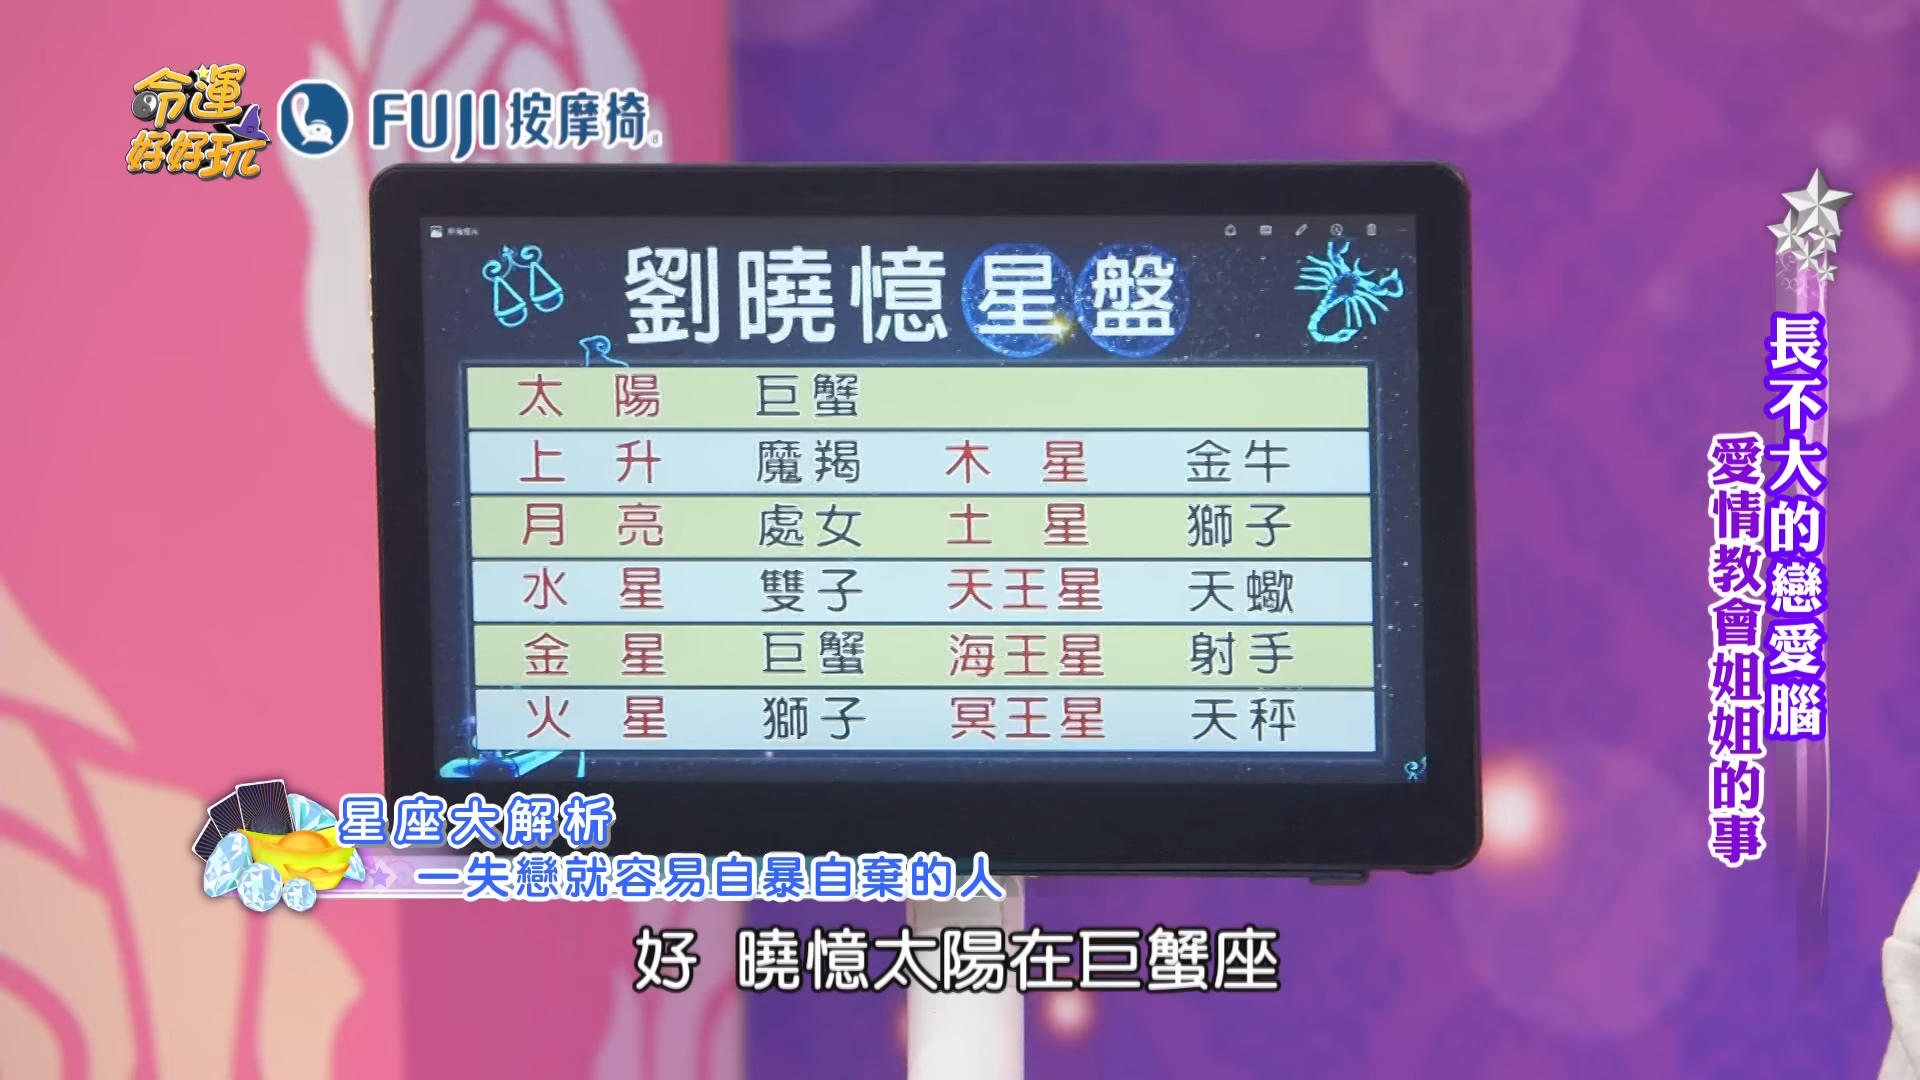 命運
好好玩
FUJI按摩椅
劉曉憶星盤
太陽 巨蟹
上升 魔羯 木星 金牛
月亮 處女 土星 獅子
水星 雙子 天王星 天蠍
金星 巨蟹 海王星 射手
火星 獅子 冥王星 天秤
長不大的戀愛腦
愛情教會姐姐的事
星座大解析
一失戀就容易自暴自棄的人
好 曉憶太陽在巨蟹座